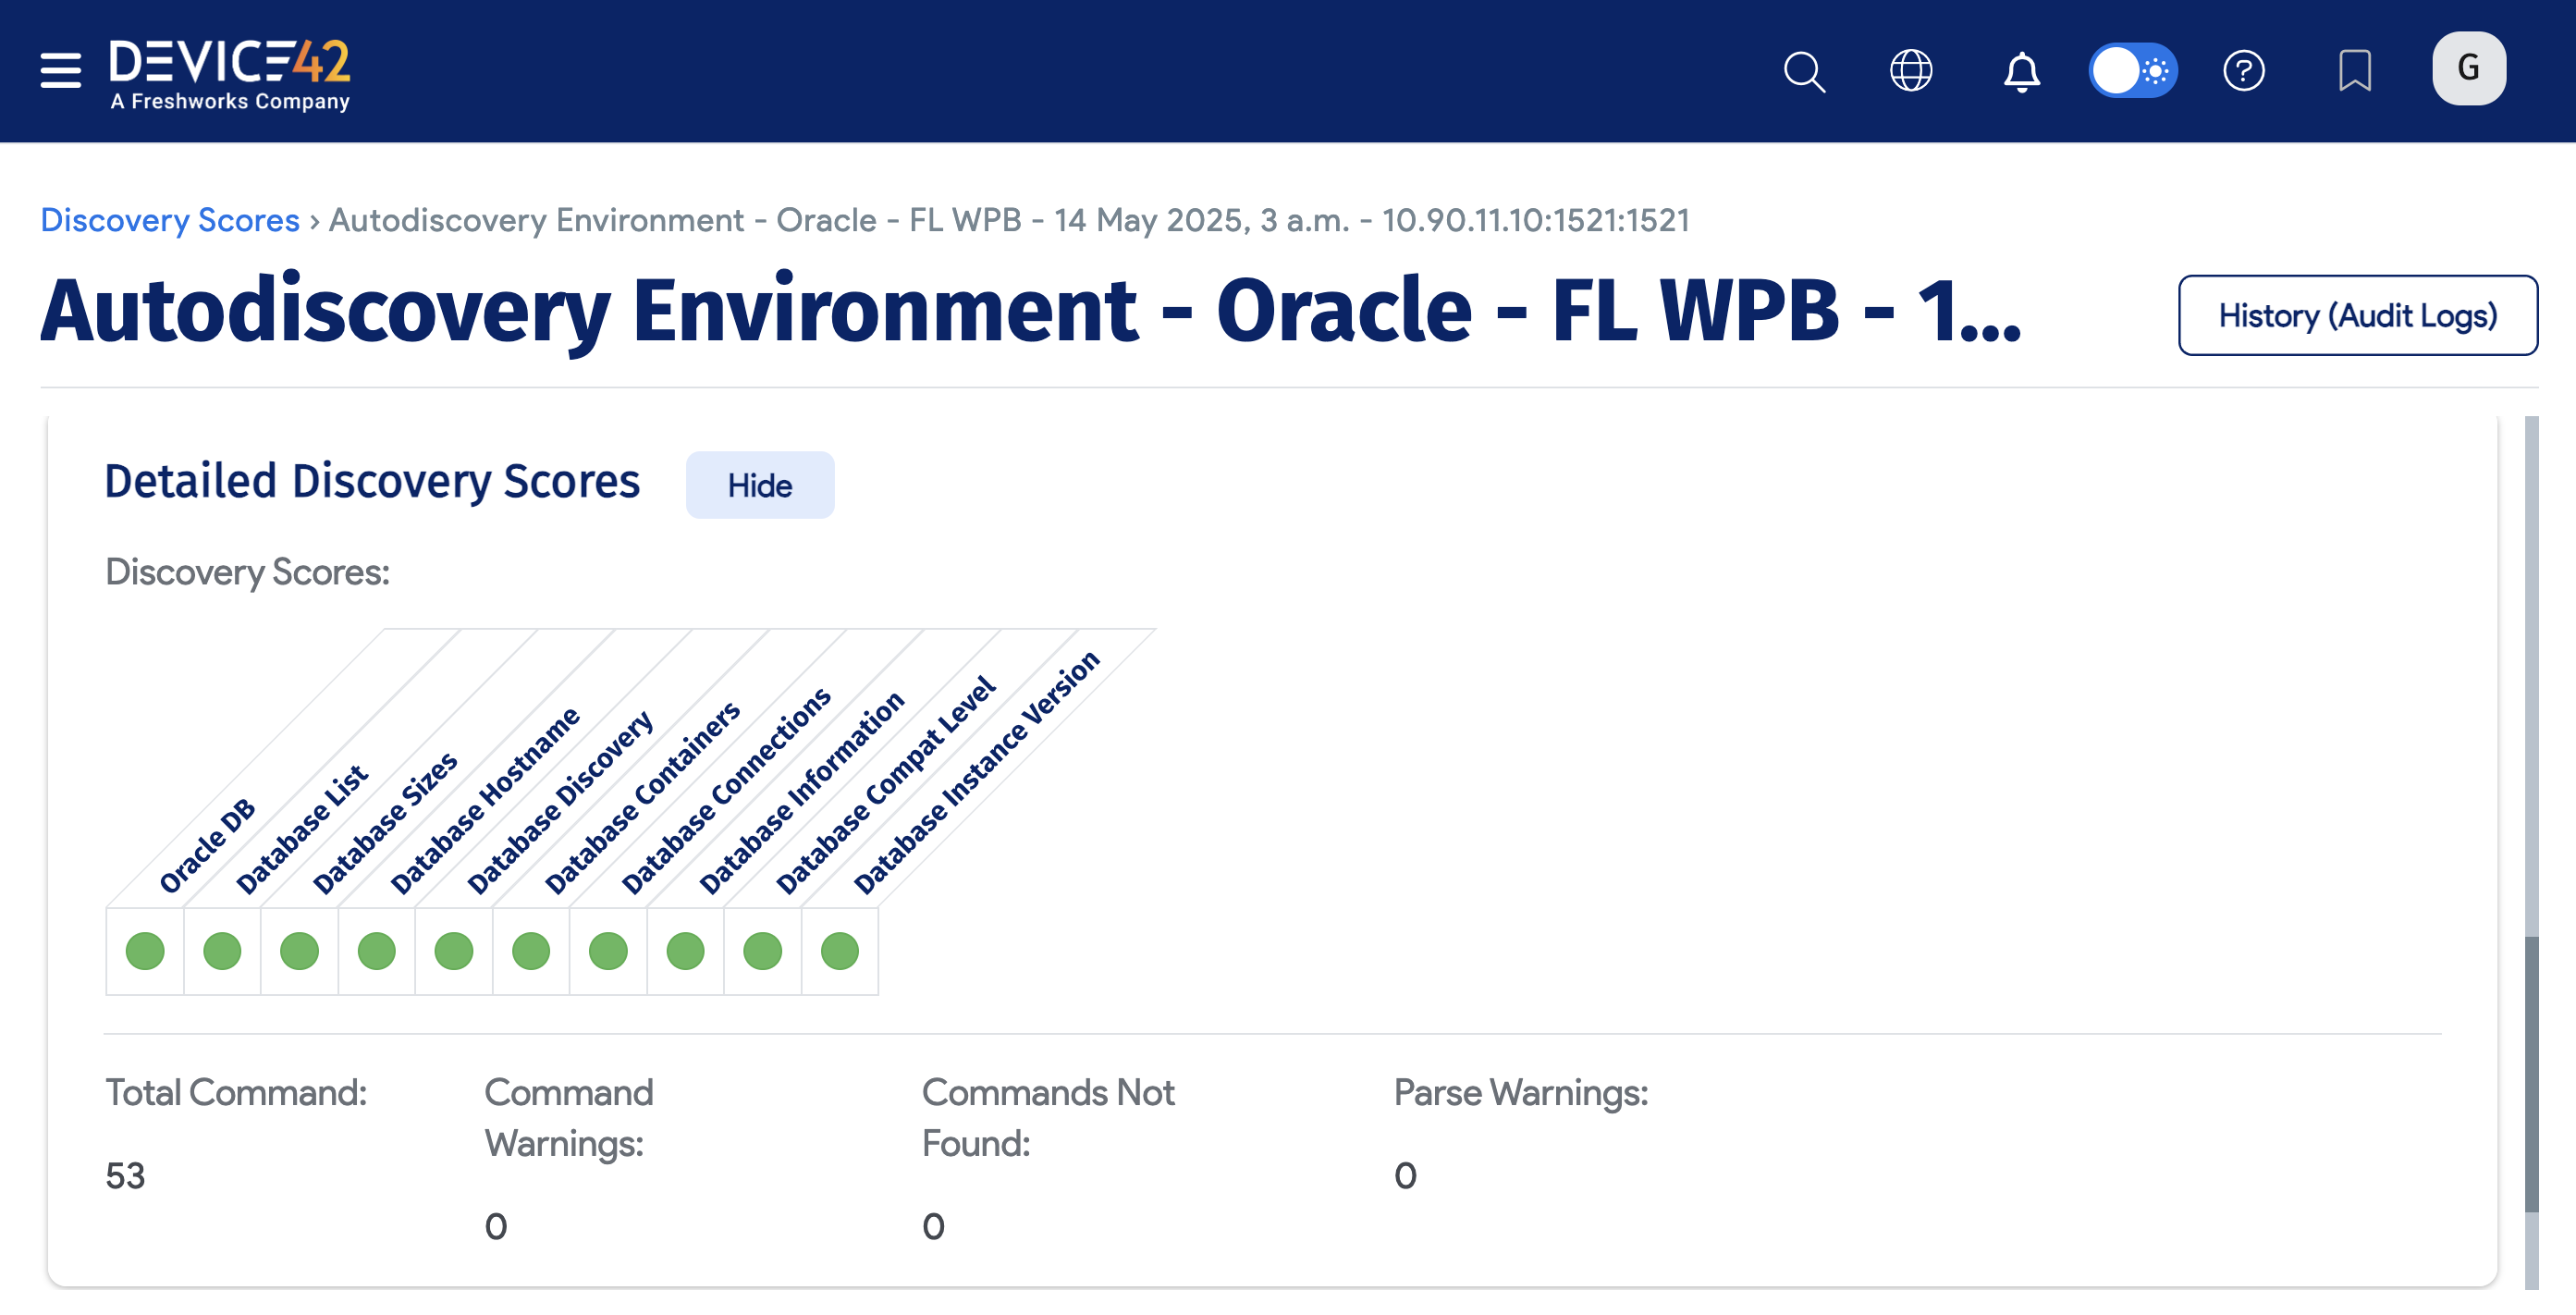 DEVICE42
A Freshworks Company
G
Discovery Scores › Autodiscovery Environment - Oracle - FL WPB - 14 May 2025, 3 a.m. - 10.90.11.10:1521:1521
Autodiscovery Environment - Oracle - FL WPB - 1...
History (Audit Logs)
Detailed Discovery Scores
Hide
Discovery Scores:
Oracle DB
Database List
Database Sizes
Database Hostname
Database Discovery
Database Containers
Database Connections
Database Information
Database Compat Level
Database Instance Version
Total Command:
53
Command
Warnings:
0
Commands Not
Found:
0
Parse Warnings:
0